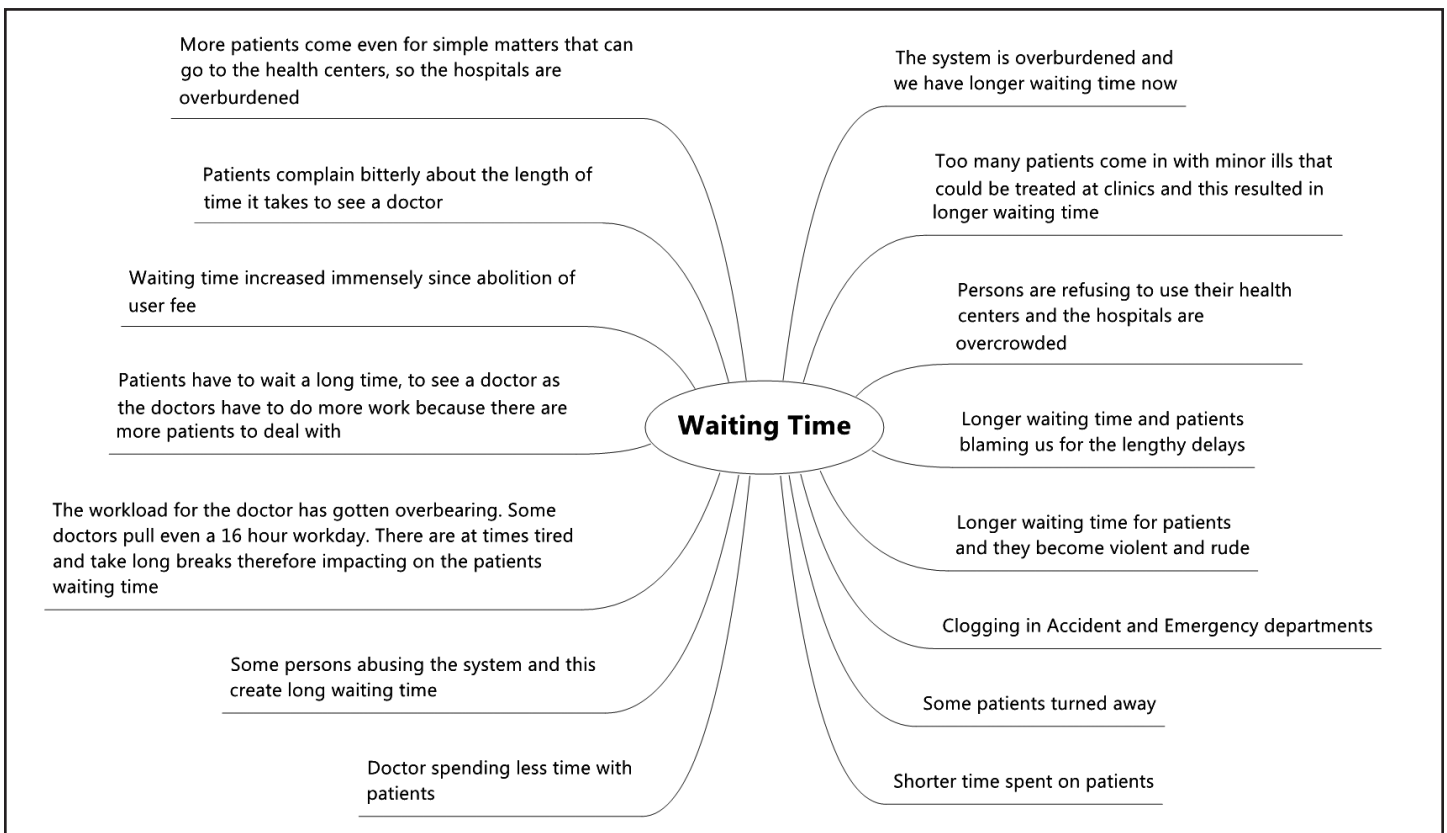 More patients come even for simple matters that can
go to the health centers, so the hospitals are
overburdened
Patients complain bitterly about the length of
time it takes to see a doctor
Waiting time increased immensely since abolition of
user fee
Patients have to wait a long time, to see a doctor as
the doctors have to do more work because there are
more patients to deal with
The workload for the doctor has gotten overbearing. Some
doctors pull even a 16 hour workday. There are at times tired
and take long breaks therefore impacting on the patients
waiting time
Some persons abusing the system and this
create long waiting time
Doctor spending less time with
patients
Waiting Time
The system is overburdened and
we have longer waiting time now
Too many patients come in with minor ills that
could be treated at clinics and this resulted in
longer waiting time
Persons are refusing to use their health
centers and the hospitals are
overcrowded
Longer waiting time and patients
blaming us for the lengthy delays
Longer waiting time for patients
and they become violent and rude
Clogging in Accident and Emergency departments
Some patients turned away
Shorter time spent on patients